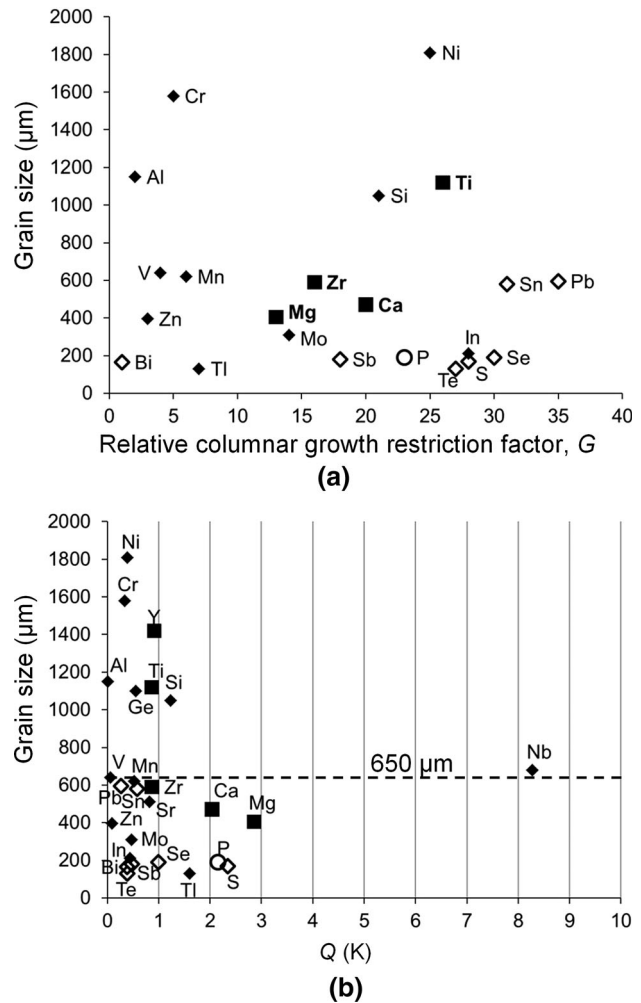 2000
1800
1600
1400
1200
1000
800
600
400
200
0
Grain size (μm)
Ni
Cr
Al
Ti
Si
V
Mn
Zr
Sn
Pb
Zn
Mg
Ca
Mo
In
Bi
Tl
Sb
P
Te
S
Se
0 5 10 15 20 25 30 35 40
Relative columnar growth restriction factor, G
(a)
2000
1800
1600
1400
1200
1000
800
600
400
200
0
Grain size (μm)
Ni
Cr
Y
Al
Ti
Si
Ge
650 μm
Nb
V
Mn
Zr
Ca
Mg
Pb
Sn
Sr
Zn
Mo
In
Se
P
Bi
Sb
S
Te
Tl
0 1 2 3 4 5 6 7 8 9 10
Q (K)
(b)